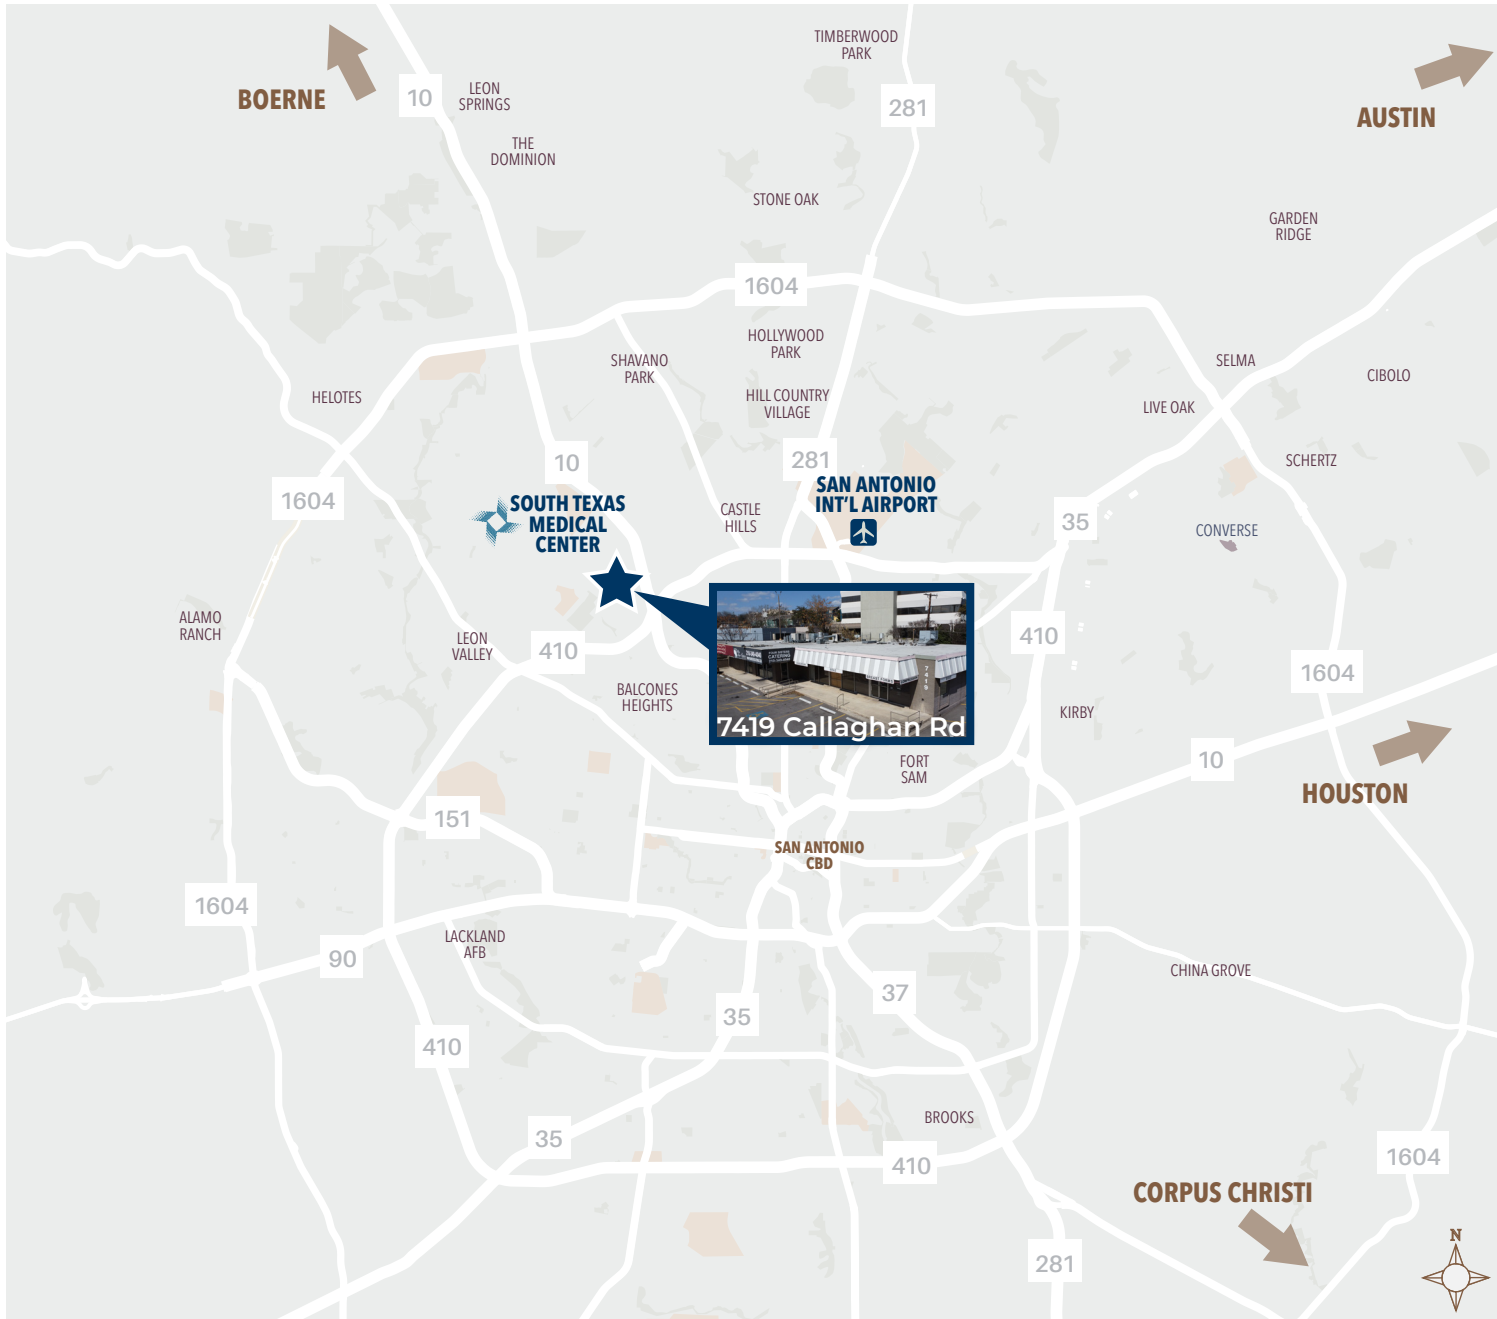 TIMBERWOOD
PARK
BOERNE
10
LEON
SPRINGS
281
AUSTIN
THE
DOMINION
STONE OAK
GARDEN
RIDGE
1604
HOLLYWOOD
PARK
SHAVANO
PARK
SELMA
CIBOLO
HELOTES
HILL COUNTRY
VILLAGE
LIVE OAK
10
281
SCHERTZ
1604
SOUTH TEXAS
MEDICAL
CENTER
SAN ANTONIO
INT'L AIRPORT
CASTLE
HILLS
35
CONVERSE
ALAMO
RANCH
LEON
VALLEY
410
410
1604
BALCONES
HEIGHTS
CATERING
7419
7419 Callaghan Rd
KIRBY
FORT
SAM
10
HOUSTON
151
SAN ANTONIO
CBD
1604
LACKLAND
AFB
90
CHINA GROVE
37
35
410
BROOKS
35
410
1604
CORPUS CHRISTI
281
N